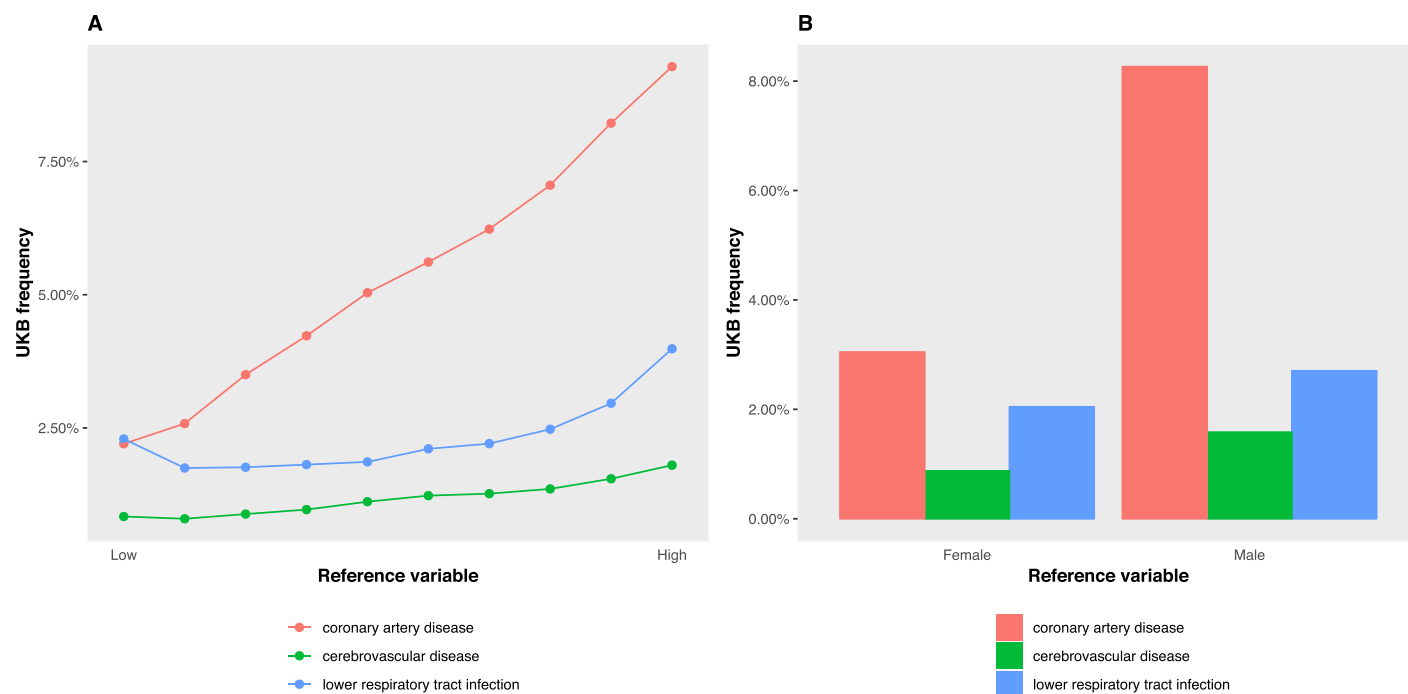 A
7.50%
5.00%
2.50%
UKB frequency
Low
High
Reference variable
coronary artery disease
cerebrovascular disease
lower respiratory tract infection
B
8.00%
6.00%
4.00%
2.00%
0.00%
UKB frequency
Female
Male
Reference variable
coronary artery disease
cerebrovascular disease
lower respiratory tract infection